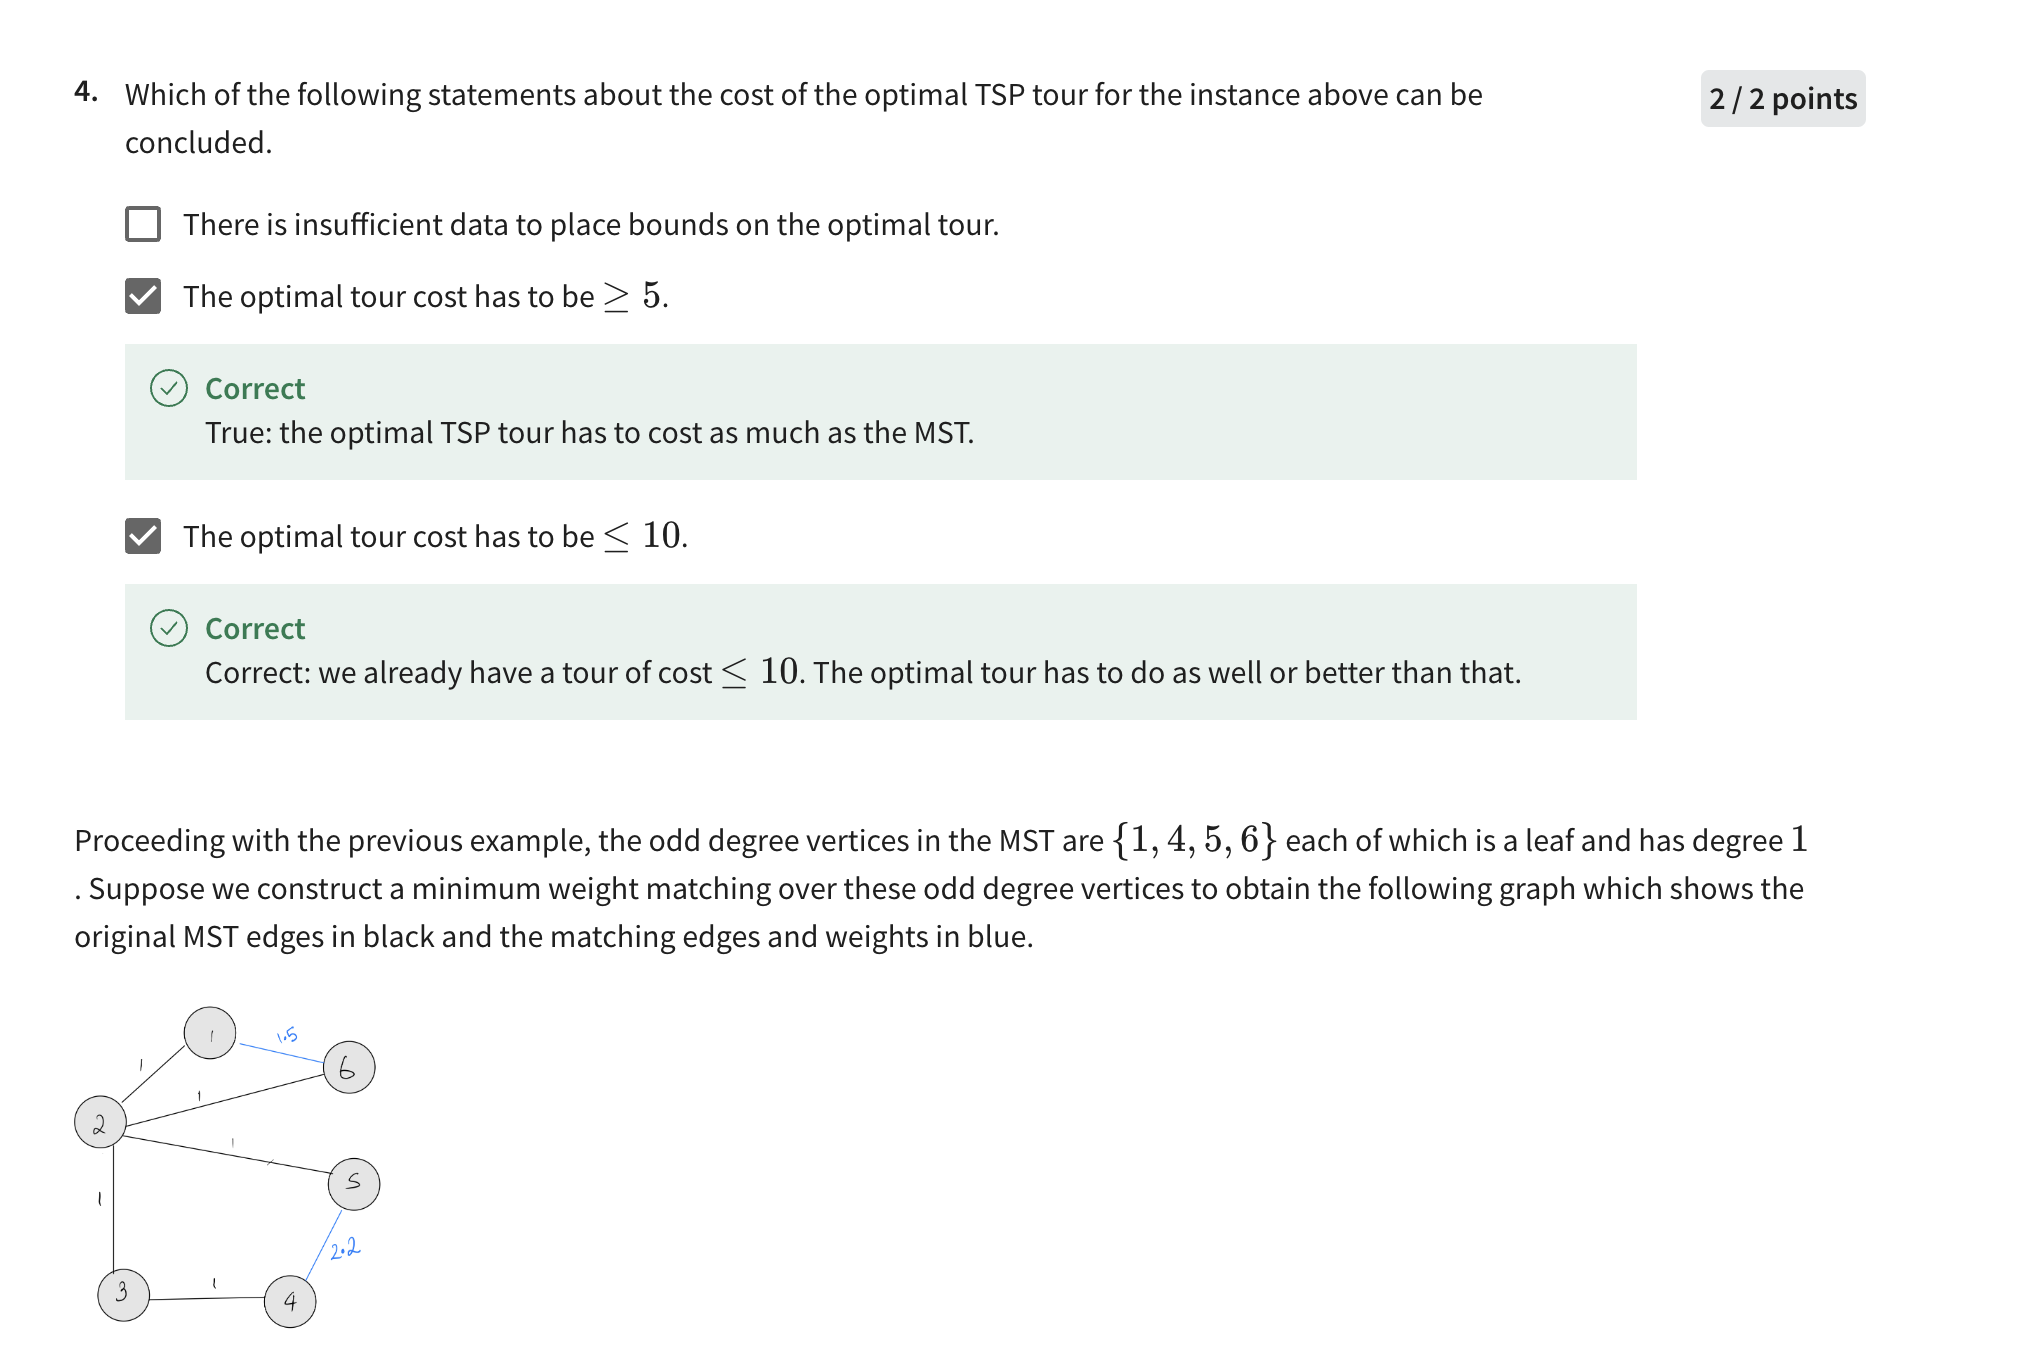 4. Which of the following statements about the cost of the optimal TSP tour for the instance above can be
concluded.
2 / 2 points
There is insufficient data to place bounds on the optimal tour.
The optimal tour cost has to be ≥ 5.
Correct
True: the optimal TSP tour has to cost as much as the MST.
The optimal tour cost has to be ≤ 10.
Correct
Correct: we already have a tour of cost ≤ 10. The optimal tour has to do as well or better than that.
Proceeding with the previous example, the odd degree vertices in the MST are {1, 4, 5, 6} each of which is a leaf and has degree 1
. Suppose we construct a minimum weight matching over these odd degree vertices to obtain the following graph which shows the
original MST edges in black and the matching edges and weights in blue.
1
1.5
6
1
1
2
1
5
1
2.2
3
1
4